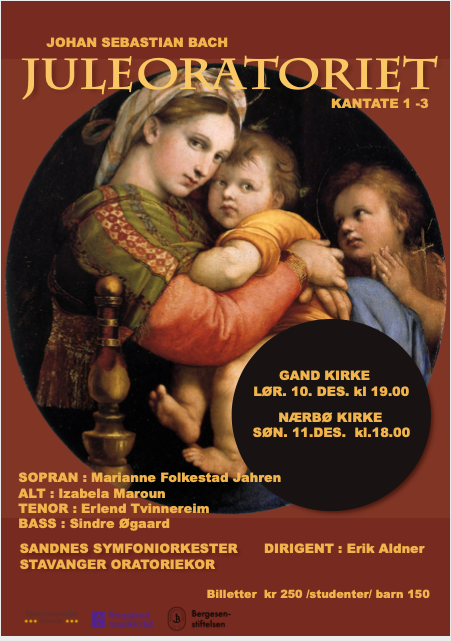 JOHAN SEBASTIAN BACH
JULEORATORIET
KANTATE 1 -3
GAND KIRKE
LØR. 10. DES. kl 19.00
NÆRBØ KIRKE
SØN. 11.DES. kl.18.00
SOPRAN : Marianne Folkestad Jahren
ALT : Izabela Maroun
TENOR : Erlend Tvinnereim
BASS : Sindre Øgaard
SANDNES SYMFONIORKESTER DIRIGENT : Erik Aldner
STAVANGER ORATORIEKOR
Billetter kr 250 /studenter/ barn 150
Bergesen-
stiftelsen